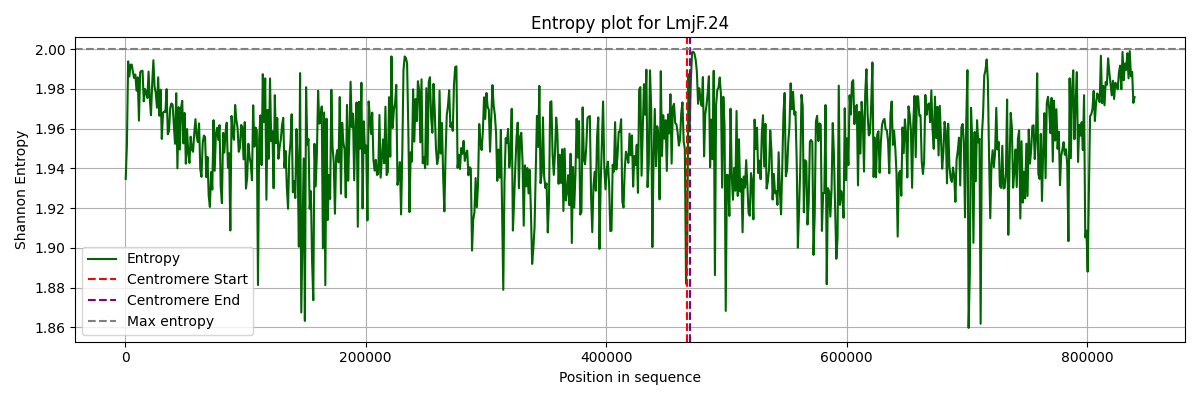 Entropy plot for LmjF.24
Shannon Entropy
2.00
1.98
1.96
1.94
1.92
1.90
1.88
1.86
Entropy
Centromere Start
Centromere End
Max entropy
0
200000
400000
600000
800000
Position in sequence